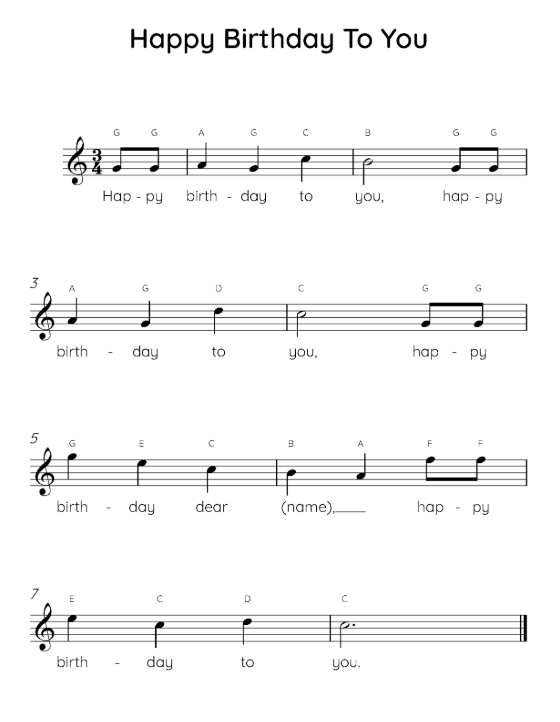 Happy Birthday To You
G G A G C B G G
3
4
Hap - py birth - day to you, hap - py
3
A G D C G G
birth - day to you, hap - py
5
G E C B A F F
birth - day dear (name),____ hap - py
7
E C D C
birth - day to you.